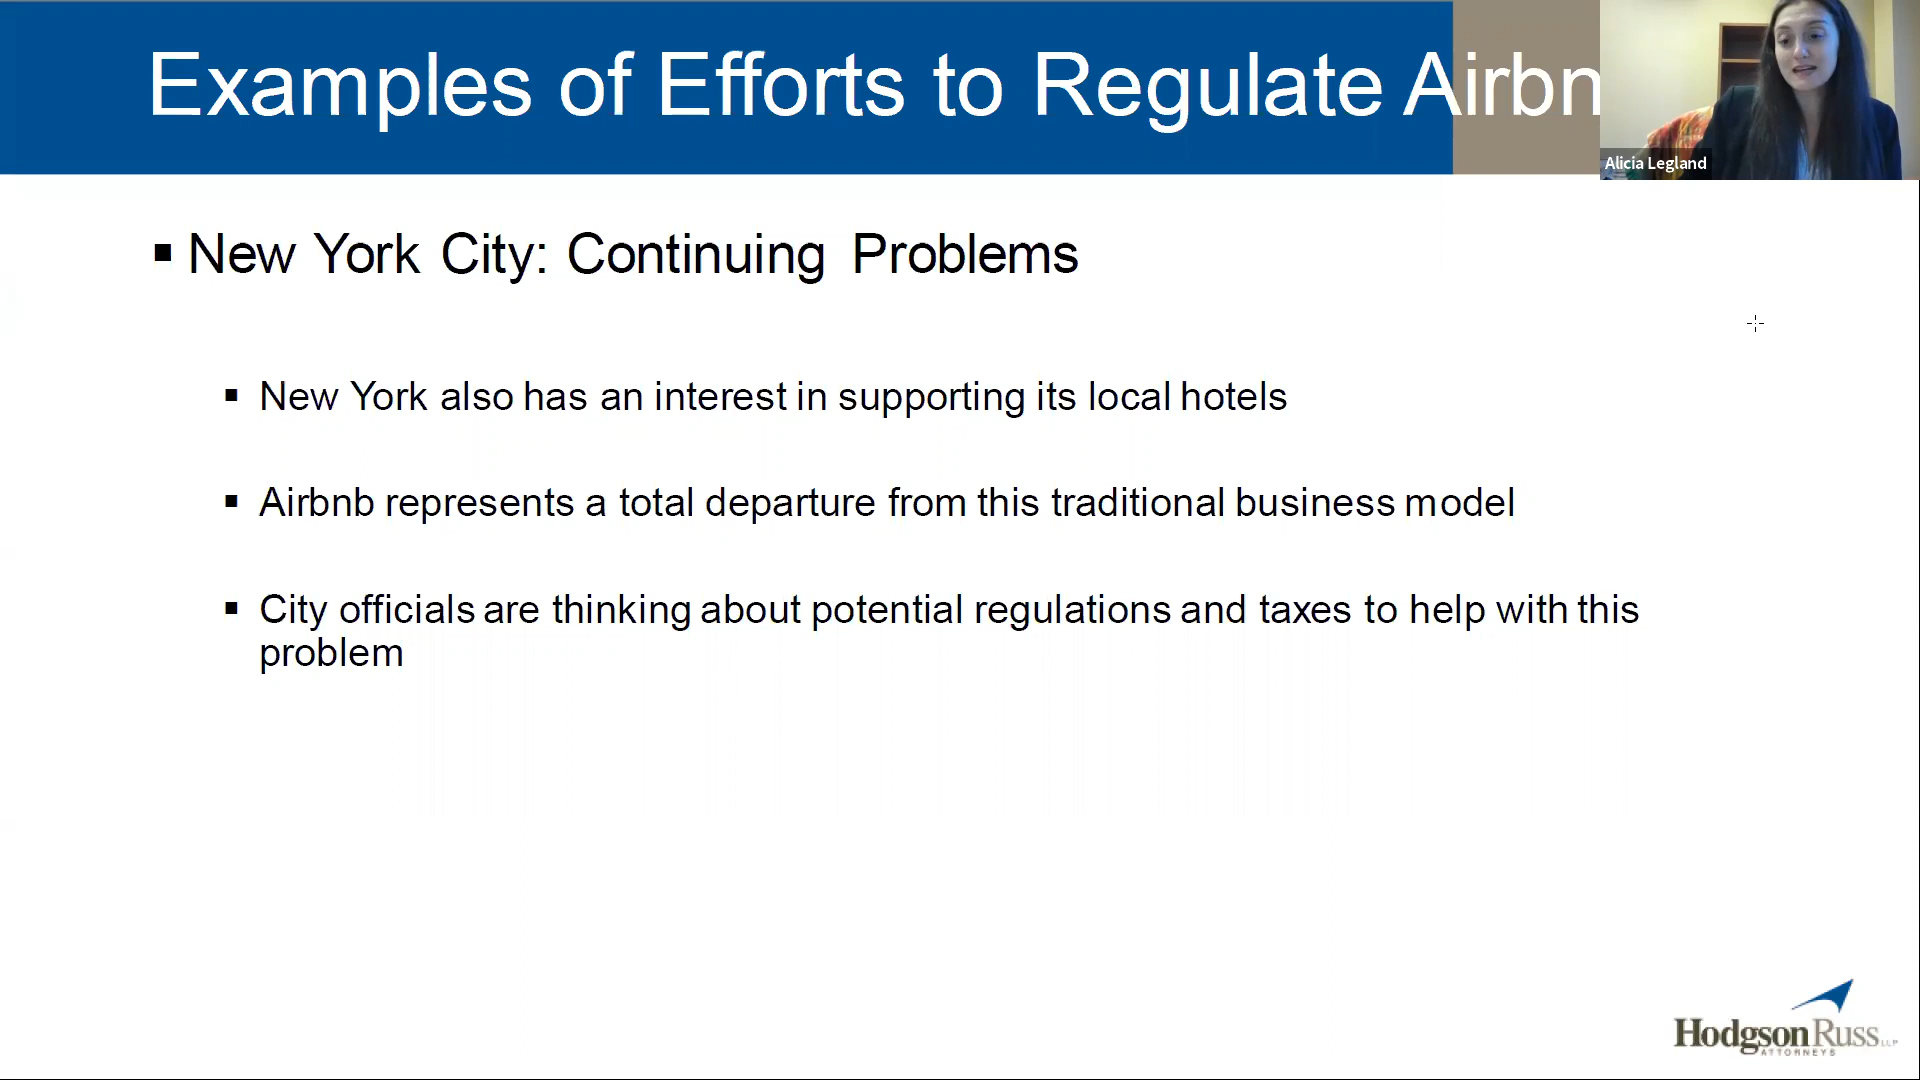 Examples of Efforts to Regulate Airbn
Alicia Legland
▪ New York City: Continuing Problems
▪ New York also has an interest in supporting its local hotels
▪ Airbnb represents a total departure from this traditional business model
▪ City officials are thinking about potential regulations and taxes to help with this
problem
HodgsonRuss LLP
ATTORNEYS